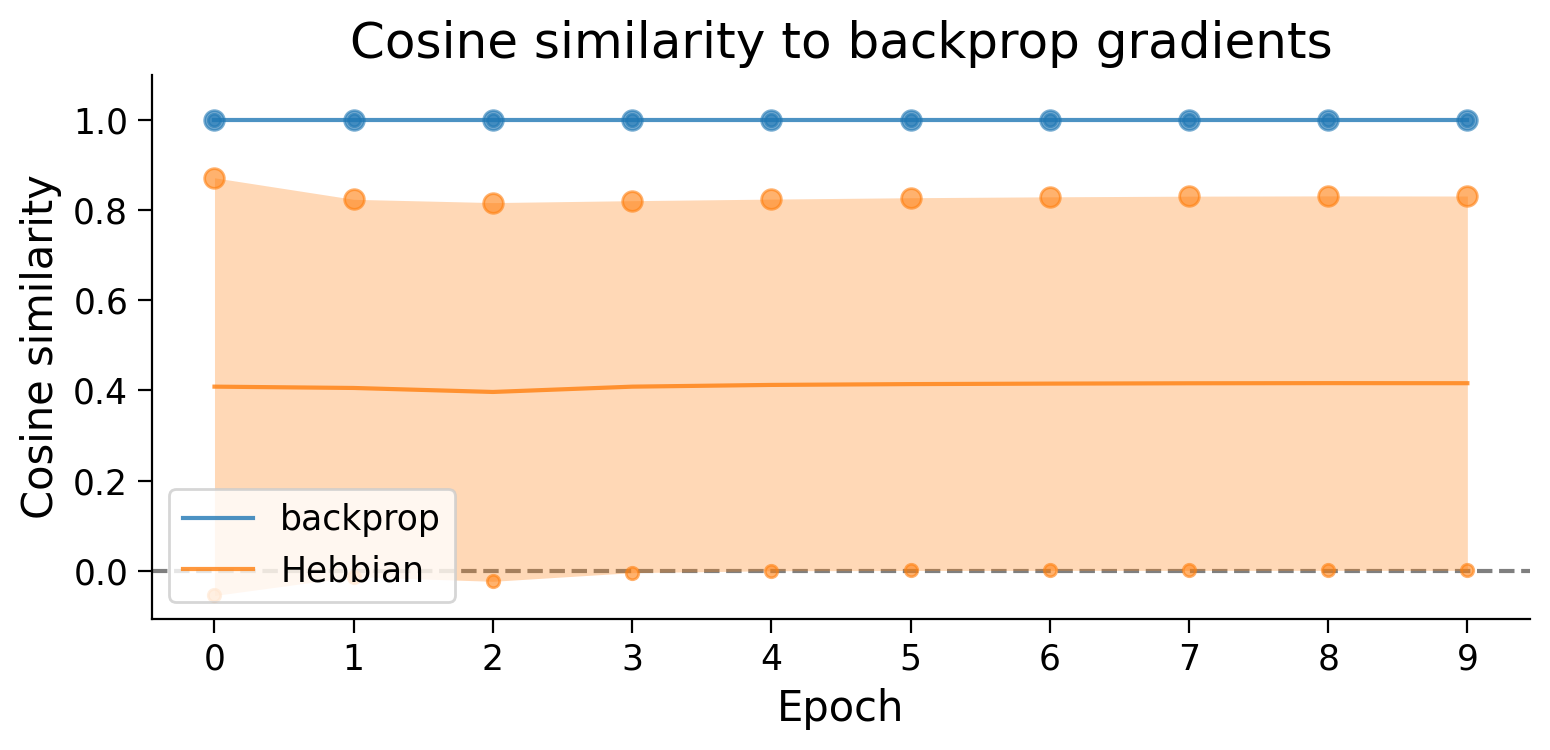 Cosine similarity to backprop gradients
Cosine similarity
1.0
0.8
0.6
0.4
0.2
0.0
backprop
Hebbian
0 1 2 3 4 5 6 7 8 9
Epoch